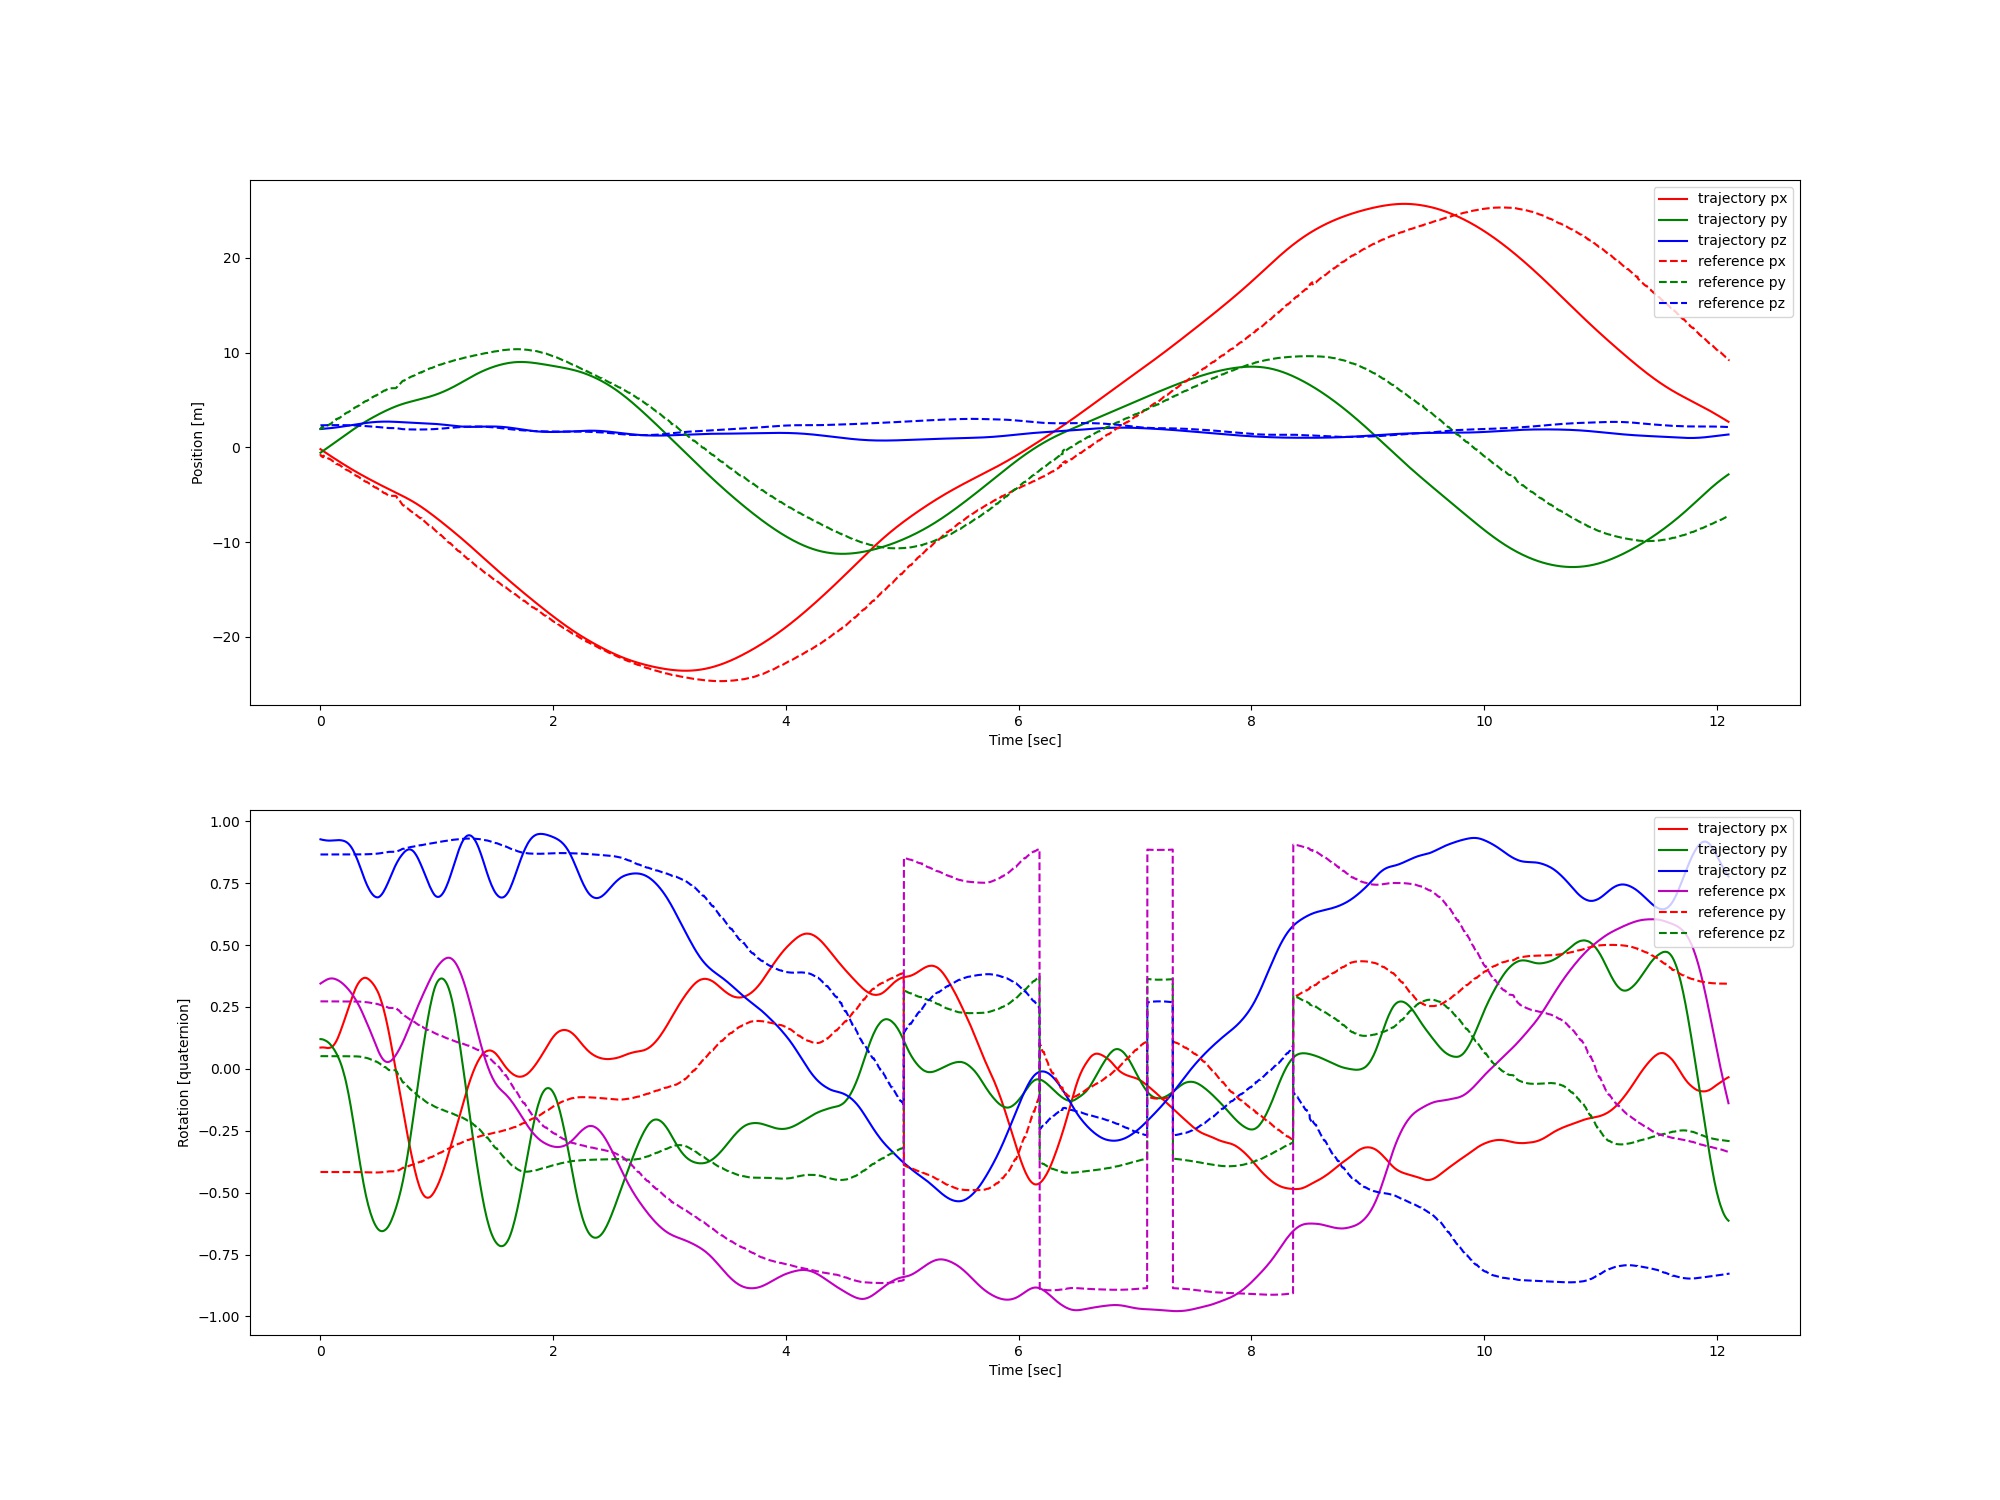 20
10
0
−10
−20
Position [m]
0 2 4 6 8 10 12
Time [sec]
trajectory px
trajectory py
trajectory pz
reference px
reference py
reference pz
1.00
0.75
0.50
0.25
0.00
−0.25
−0.50
−0.75
−1.00
Rotation [quaternion]
0 2 4 6 8 10 12
Time [sec]
trajectory px
trajectory py
trajectory pz
reference px
reference py
reference pz